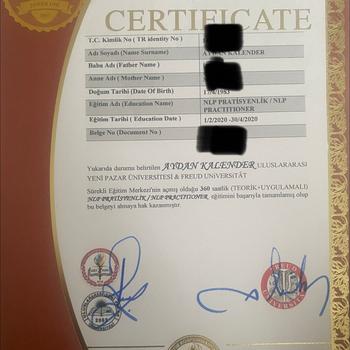 CERTIFICATE
T.C. Kimlik No ( TR identity No ) :
Adı Soyadı (Name Surname) : AYDAN KALENDER
Baba Adı (Father Name) :
Anne Adı ( Mother Name ) :
Doğum Tarihi (Date Of Birth) :
Eğitim Adı (Education Name) : NLP PRATİSYENLİK / NLP
PRACTITIONER
Eğitim Tarihi ( Education Date ) : 1/2/2020 -30/4/2020
Belge No (Document No ) :
Yukarıda durumu belirtilen AYDAN KALENDER ULUSLARARASI
YENİ PAZAR ÜNİVERSİTESİ & FREUD UNİVERSİTÄT
Sürekli Eğitim Merkezi'nin açmış olduğu 360 saatlik (TEORİK+UYGULAMALI)
NLP PRATİSYENLİK / NLP PRACTITIONER eğitimini başarıyla tamamlamış olup
bu belgeyi almaya hak kazanmıştır.